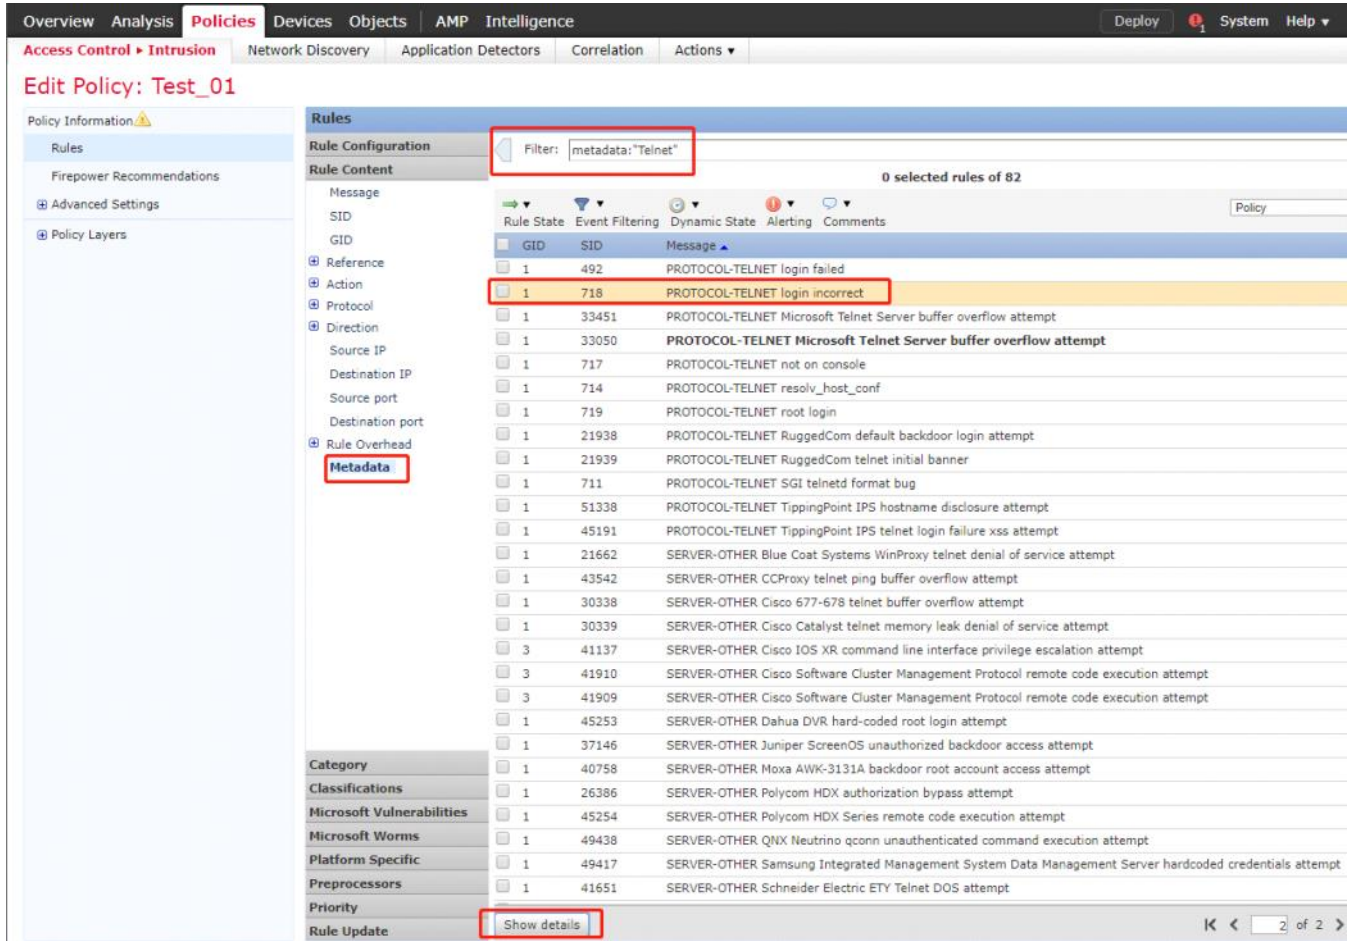 Overview Analysis Policies Devices Objects AMP Intelligence Deploy 1 System Help
Access Control ▸ Intrusion Network Discovery Application Detectors Correlation Actions
Edit Policy: Test_01
Policy Information
Rules
Firepower Recommendations
Advanced Settings
Policy Layers
Rules
Rule Configuration
Rule Content
Message
SID
GID
Reference
Action
Protocol
Direction
Source IP
Destination IP
Source port
Destination port
Rule Overhead
Metadata
Category
Classifications
Microsoft Vulnerabilities
Microsoft Worms
Platform Specific
Preprocessors
Priority
Rule Update
Filter: metadata:"Telnet"
0 selected rules of 82
Rule State Event Filtering Dynamic State Alerting Comments Policy
GID SID Message
1 492 PROTOCOL-TELNET login failed
1 718 PROTOCOL-TELNET login incorrect
1 33451 PROTOCOL-TELNET Microsoft Telnet Server buffer overflow attempt
1 33050 PROTOCOL-TELNET Microsoft Telnet Server buffer overflow attempt
1 717 PROTOCOL-TELNET not on console
1 714 PROTOCOL-TELNET resolv_host_conf
1 719 PROTOCOL-TELNET root login
1 21938 PROTOCOL-TELNET RuggedCom default backdoor login attempt
1 21939 PROTOCOL-TELNET RuggedCom telnet initial banner
1 711 PROTOCOL-TELNET SGI telnetd format bug
1 51338 PROTOCOL-TELNET TippingPoint IPS hostname disclosure attempt
1 45191 PROTOCOL-TELNET TippingPoint IPS telnet login failure xss attempt
1 21662 SERVER-OTHER Blue Coat Systems WinProxy telnet denial of service attempt
1 43542 SERVER-OTHER CCProxy telnet ping buffer overflow attempt
1 30338 SERVER-OTHER Cisco 677-678 telnet buffer overflow attempt
1 30339 SERVER-OTHER Cisco Catalyst telnet memory leak denial of service attempt
3 41137 SERVER-OTHER Cisco IOS XR command line interface privilege escalation attempt
3 41910 SERVER-OTHER Cisco Software Cluster Management Protocol remote code execution attempt
3 41909 SERVER-OTHER Cisco Software Cluster Management Protocol remote code execution attempt
1 45253 SERVER-OTHER Dahua DVR hard-coded root login attempt
1 37146 SERVER-OTHER Juniper ScreenOS unauthorized backdoor access attempt
1 40758 SERVER-OTHER Moxa AWK-3131A backdoor root account access attempt
1 26386 SERVER-OTHER Polycom HDX authorization bypass attempt
1 45254 SERVER-OTHER Polycom HDX Series remote code execution attempt
1 49438 SERVER-OTHER QNX Neutrino qconn unauthenticated command execution attempt
1 49417 SERVER-OTHER Samsung Integrated Management System Data Management Server hardcoded credentials attempt
1 41651 SERVER-OTHER Schneider Electric ETY Telnet DOS attempt
Show details 2 of 2